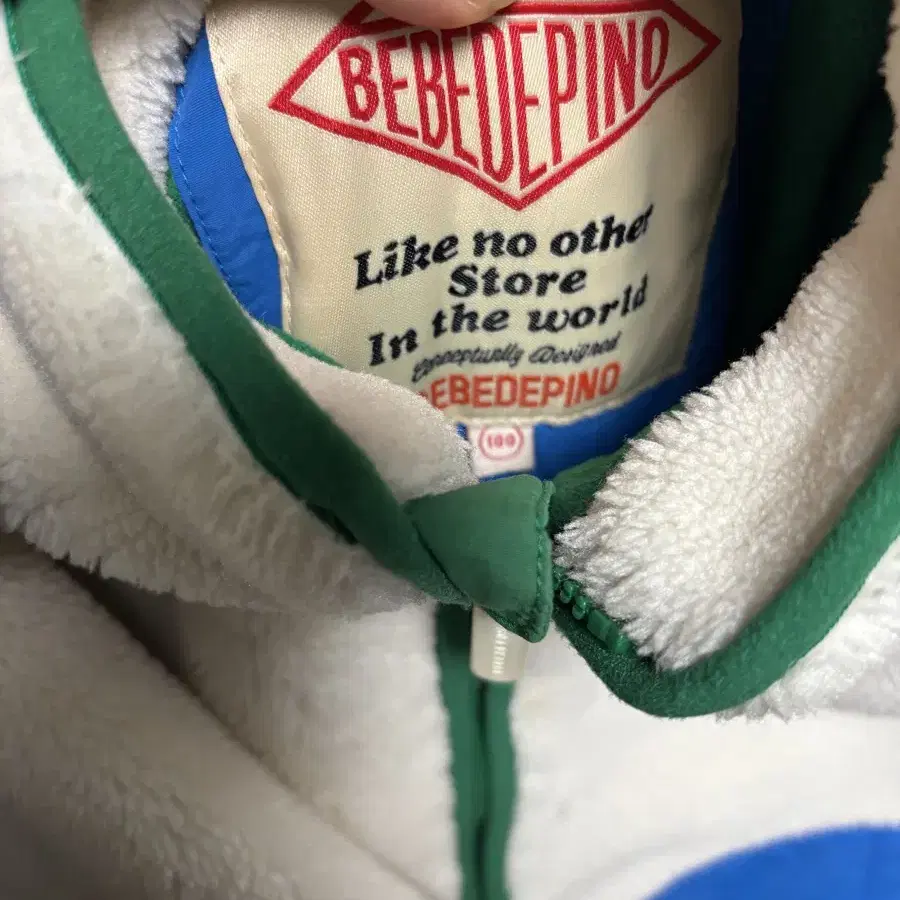 BEBEDEPINO
Like no other
Store
In the world
Conceptually Designed
BEBEDEPINO
100